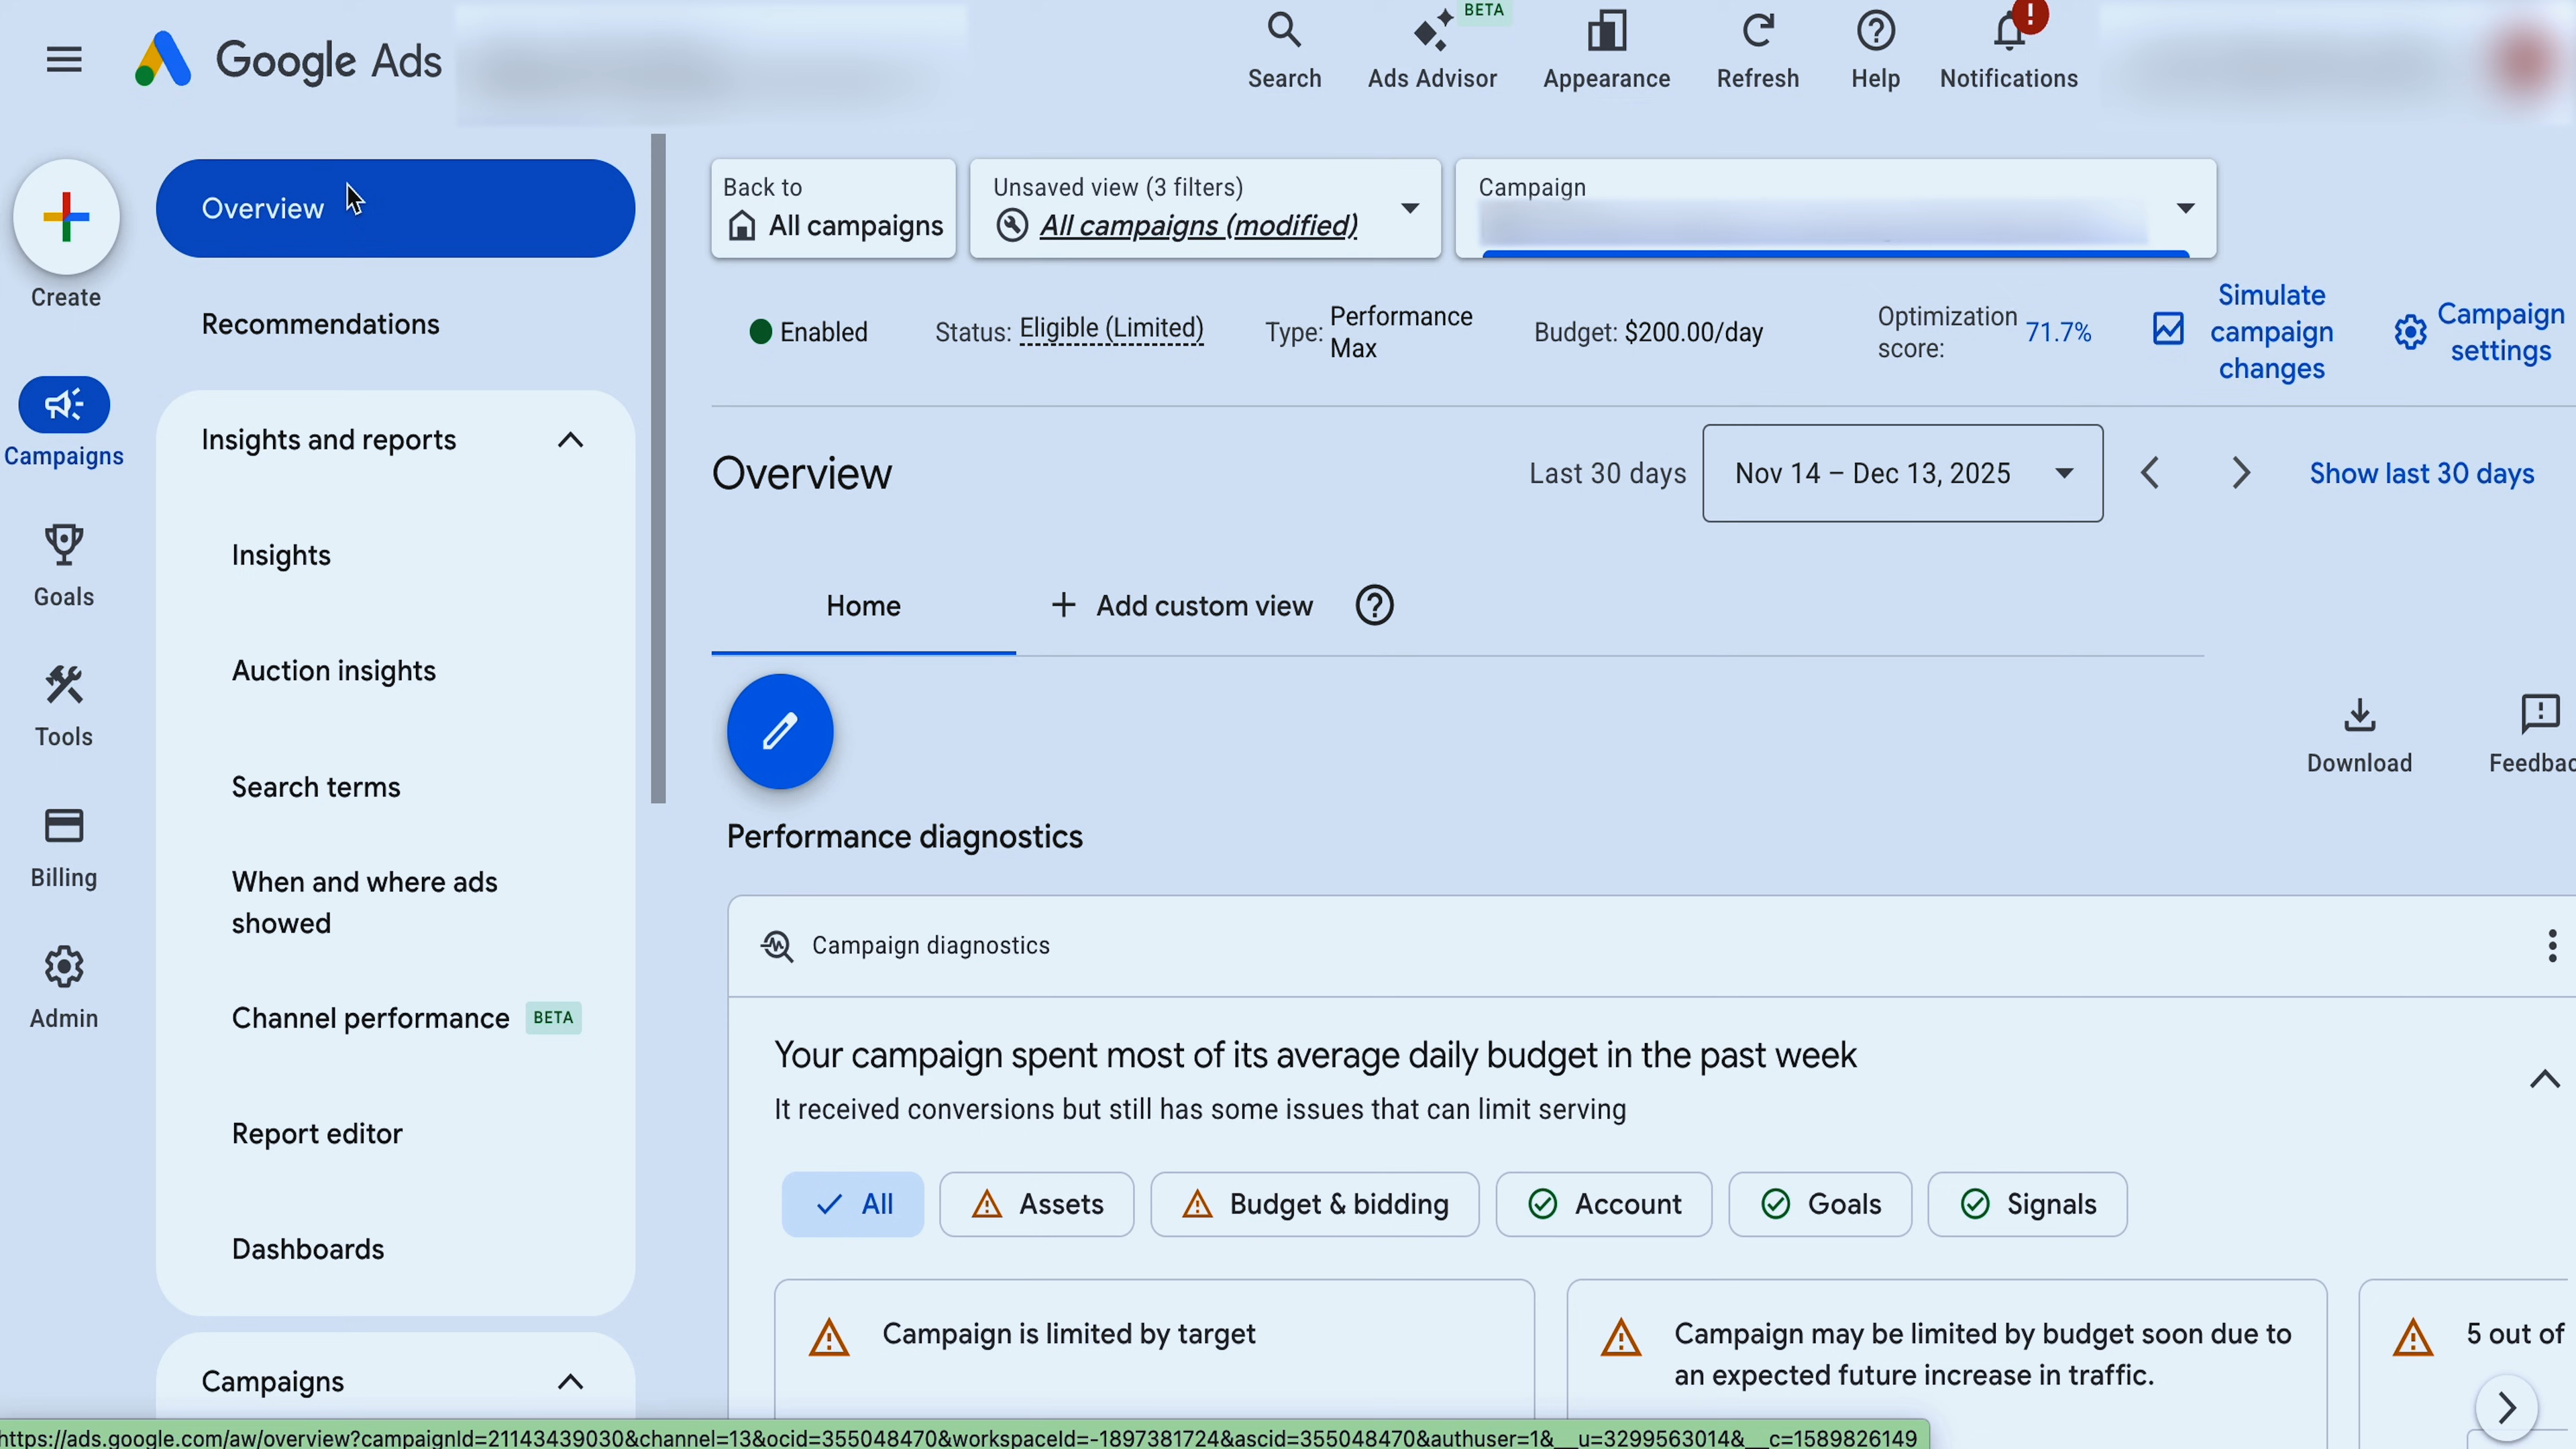 Google Ads
Search
Ads Advisor
BETA
Appearance
Refresh
Help
Notifications
Create
Campaigns
Goals
Tools
Billing
Admin
Overview
Recommendations
Insights and reports
Insights
Auction insights
Search terms
When and where ads
showed
Channel performance BETA
Report editor
Dashboards
Campaigns
Back to
All campaigns
Unsaved view (3 filters)
All campaigns (modified)
Campaign
Enabled
Status: Eligible (Limited)
Type: Performance
Max
Budget: $200.00/day
Optimization
score: 71.7%
Simulate
campaign
changes
Campaign
settings
Overview
Last 30 days
Nov 14 – Dec 13, 2025
Show last 30 days
Home
Add custom view
Download
Feedbac
Performance diagnostics
Campaign diagnostics
Your campaign spent most of its average daily budget in the past week
It received conversions but still has some issues that can limit serving
All
Assets
Budget & bidding
Account
Goals
Signals
Campaign is limited by target
Campaign may be limited by budget soon due to
an expected future increase in traffic.
5 out of
https://ads.google.com/aw/overview?campaignId=21143439030&channel=13&ocid=355048470&workspaceId=-1897381724&ascid=355048470&authuser=1&__u=3299563014&__c=1589826149